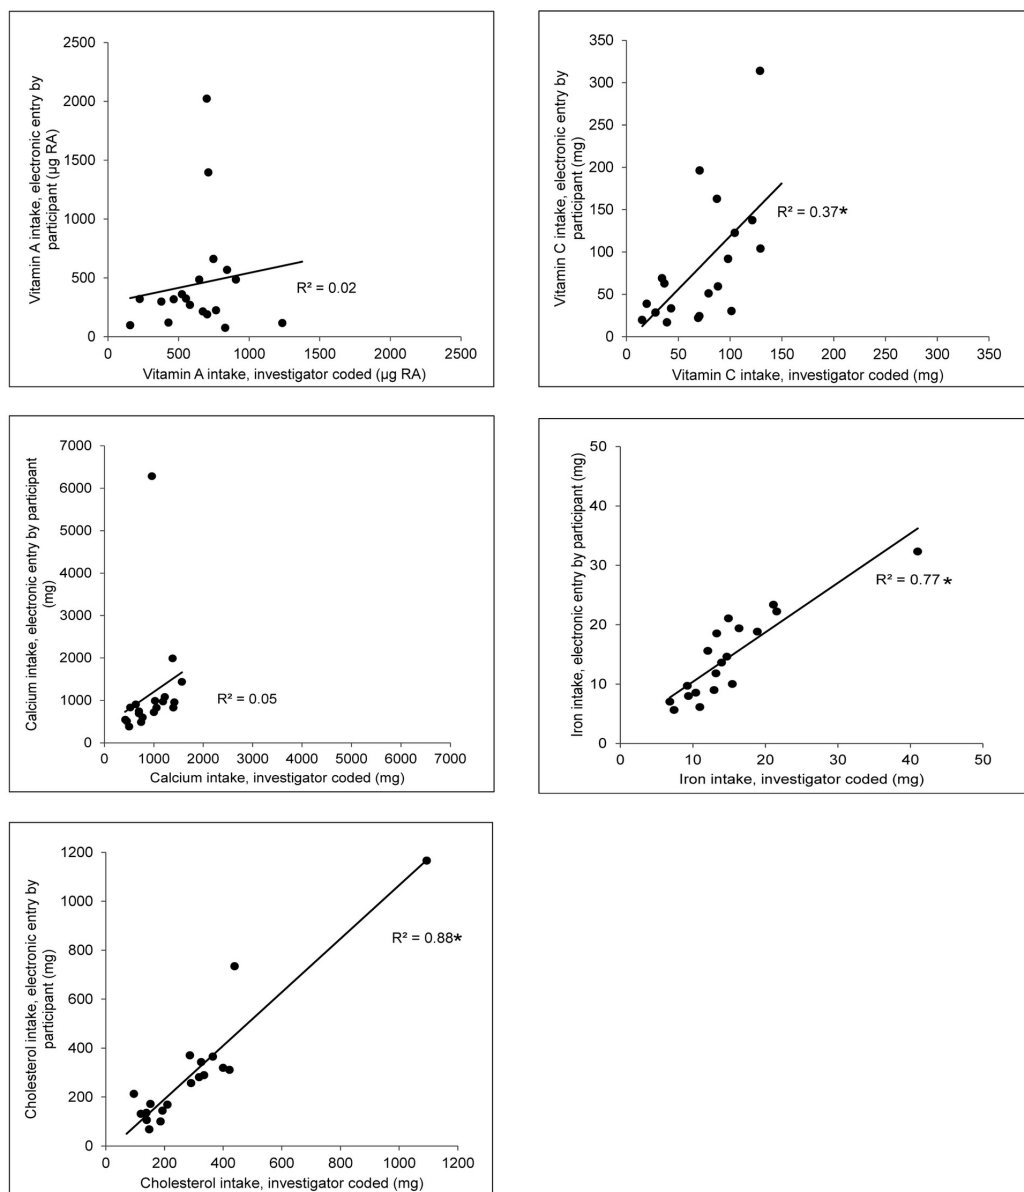 Vitamin A intake, electronic entry by
participant (µg RA)
2500
2000
1500
1000
500
0
R² = 0.02
0 500 1000 1500 2000 2500
Vitamin A intake, investigator coded (µg RA)
Vitamin C intake, electronic entry by
participant (mg)
350
300
250
200
150
100
50
0
R² = 0.37*
0 50 100 150 200 250 300 350
Vitamin C intake, investigator coded (mg)
Calcium intake, electronic entry by participant
(mg)
7000
6000
5000
4000
3000
2000
1000
0
R² = 0.05
0 1000 2000 3000 4000 5000 6000 7000
Calcium intake, investigator coded (mg)
Iron intake, electronic entry by participant (mg)
50
40
30
20
10
0
R² = 0.77*
0 10 20 30 40 50
Iron intake, investigator coded (mg)
Cholesterol intake, electronic entry by
participant (mg)
1200
1000
800
600
400
200
0
R² = 0.88*
0 200 400 600 800 1000 1200
Cholesterol intake, investigator coded (mg)